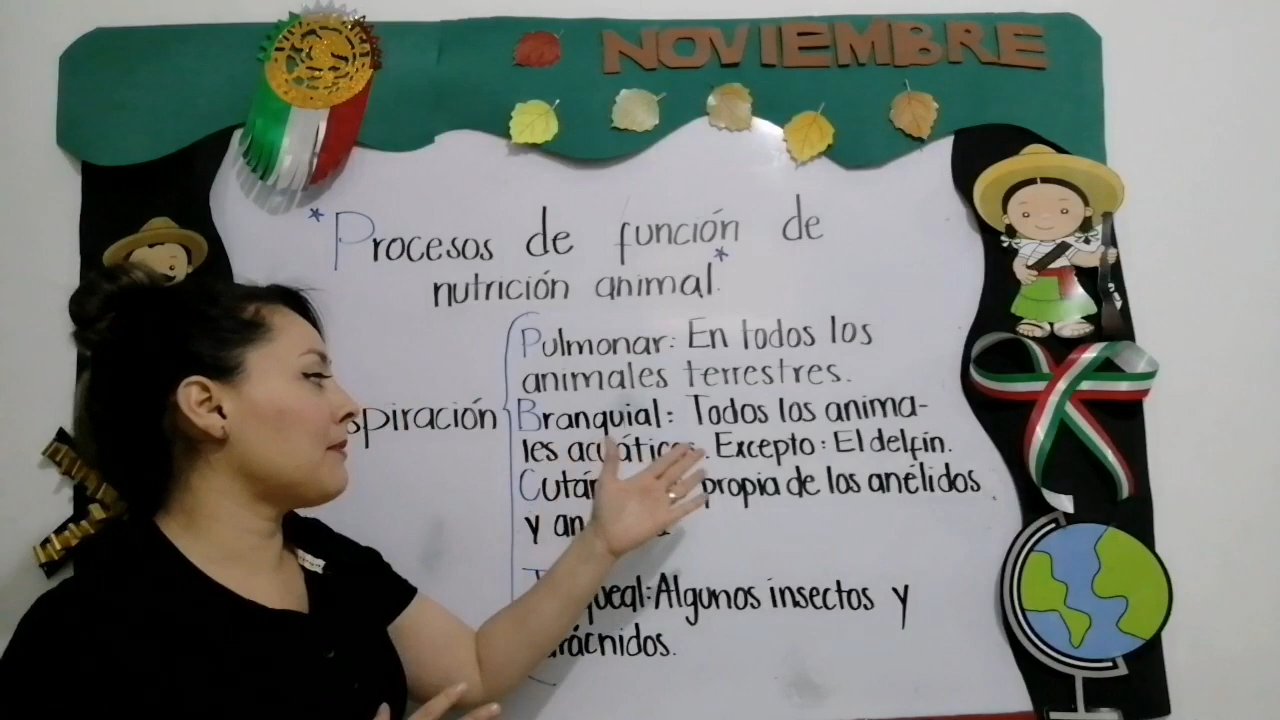 NOVIEMBRE
*Procesos de función de
nutrición animal.*
spiración
Pulmonar: En todos los
animales terrestres.
Branquial: Todos los anima-
les acuáticos. Excepto: El delfín.
propia de los anélidos
y
Algunos insectos y